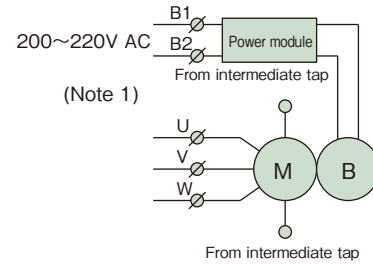 B1
200～220V AC
B2
Power module
From intermediate tap
(Note 1)
U
V
W
M
B
From intermediate tap